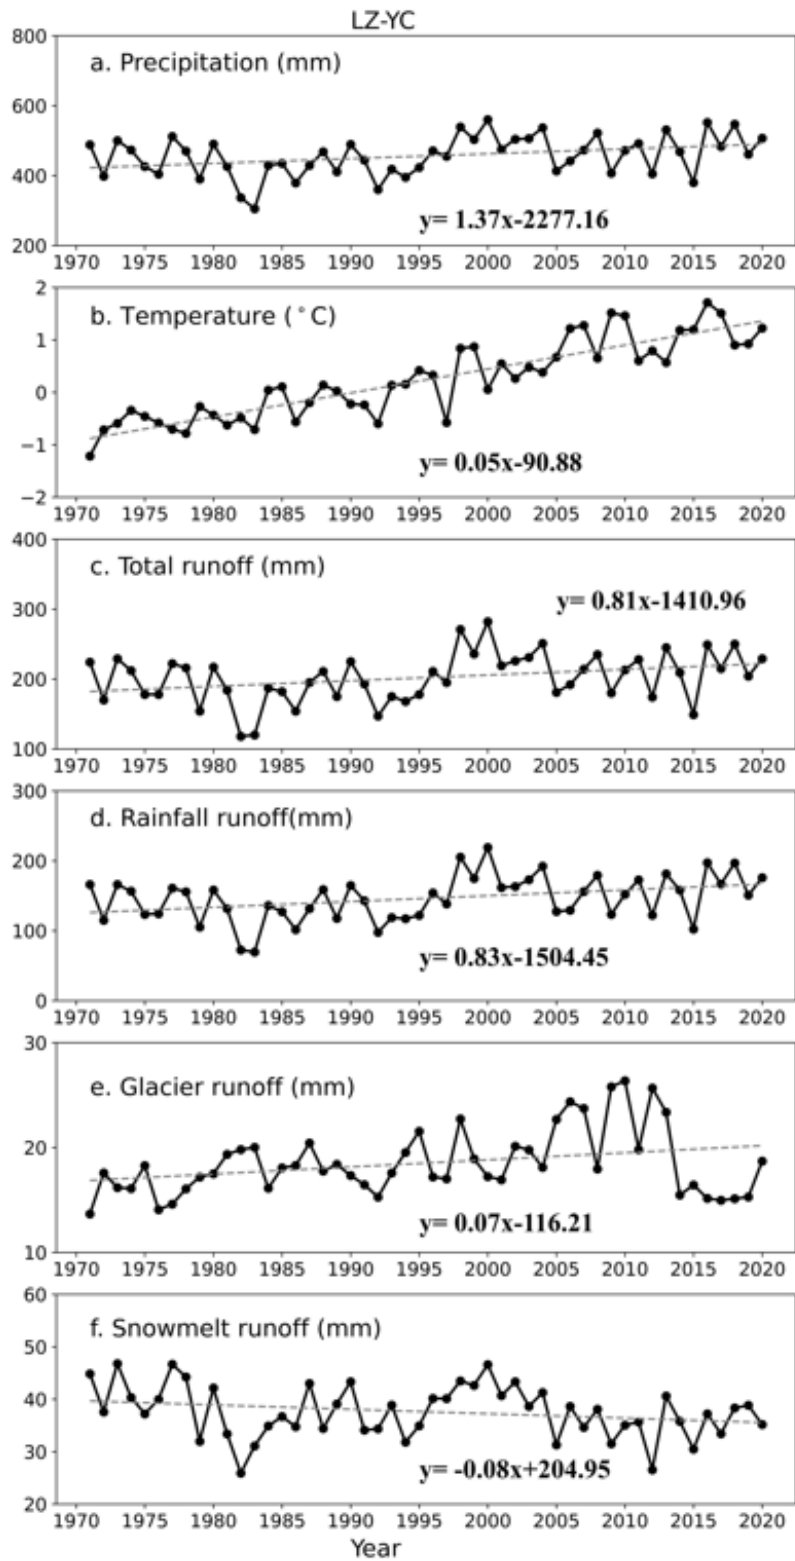 LZ-YC
800
a. Precipitation (mm)
600
400
y= 1.37x-2277.16
200
1970 1975 1980 1985 1990 1995 2000 2005 2010 2015 2020
2
b. Temperature (°C)
1
0
−1
y= 0.05x-90.88
−2
1970 1975 1980 1985 1990 1995 2000 2005 2010 2015 2020
400
c. Total runoff (mm)
y= 0.81x-1410.96
300
200
100
1970 1975 1980 1985 1990 1995 2000 2005 2010 2015 2020
300
d. Rainfall runoff(mm)
200
100
y= 0.83x-1504.45
0
1970 1975 1980 1985 1990 1995 2000 2005 2010 2015 2020
30
e. Glacier runoff (mm)
20
y= 0.07x-116.21
10
1970 1975 1980 1985 1990 1995 2000 2005 2010 2015 2020
60
f. Snowmelt runoff (mm)
50
40
30
y= -0.08x+204.95
20
1970 1975 1980 1985 1990 1995 2000 2005 2010 2015 2020
Year